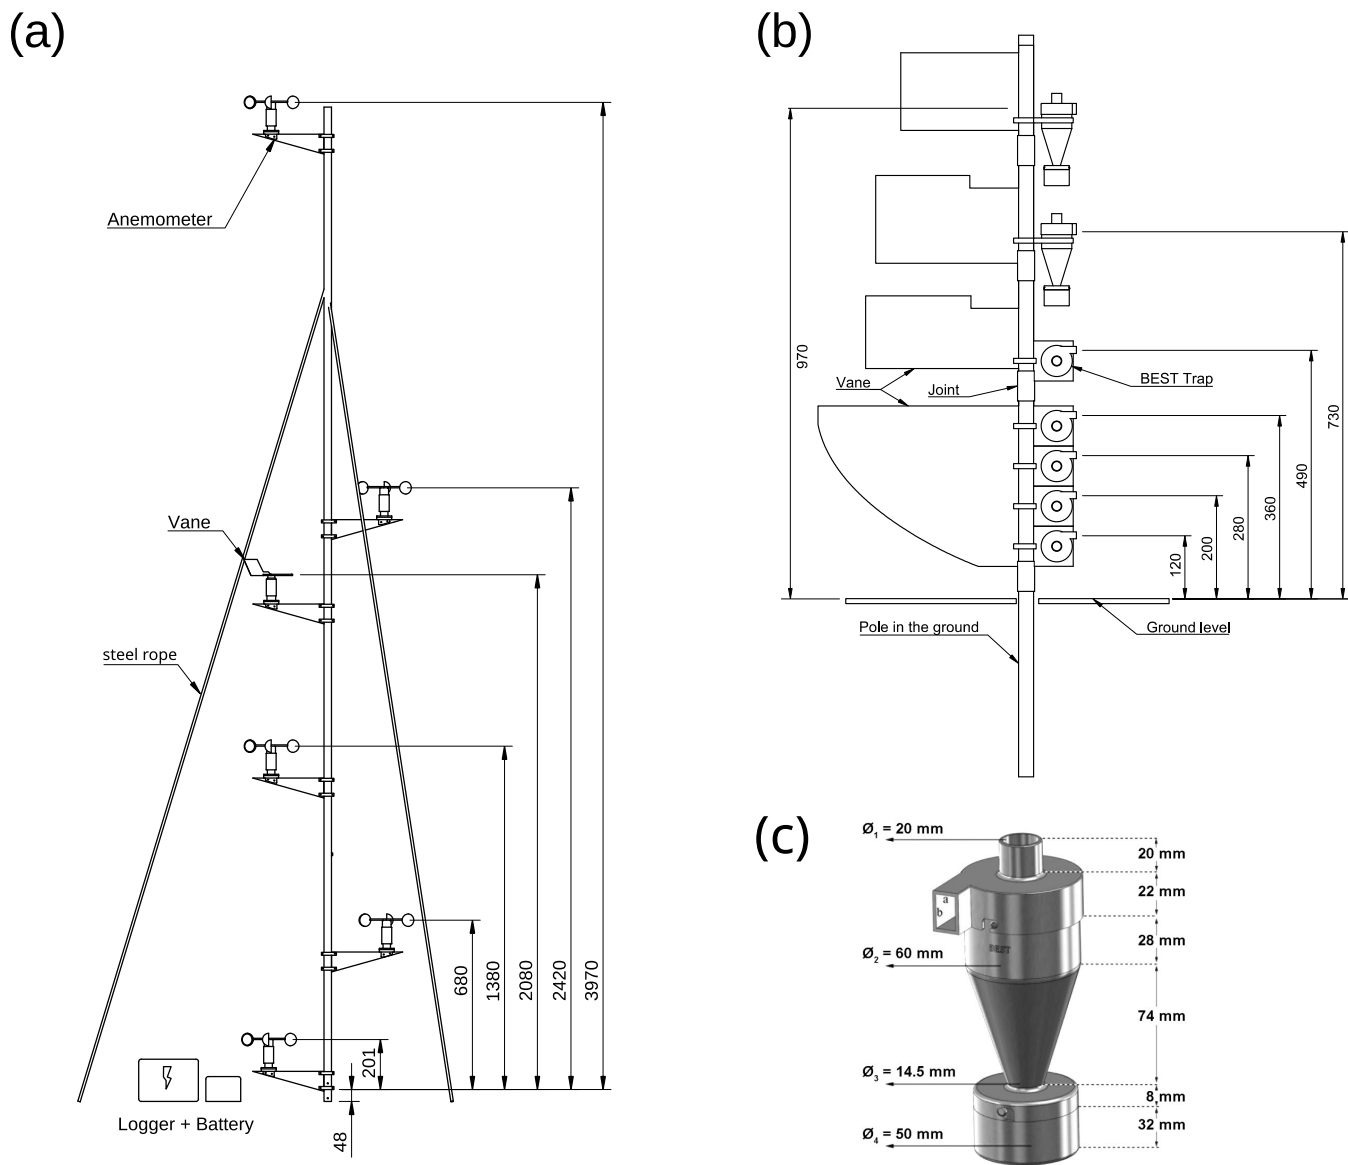 (a)
Anemometer
Vane
steel rope
Logger + Battery
48
201
680
1380
2080
2420
3970
(b)
970
Vane
Joint
BEST Trap
120
200
280
360
490
730
Pole in the ground
Ground level
(c)
Ø₁ = 20 mm
20 mm
22 mm
a
b
BEST
28 mm
Ø₂ = 60 mm
74 mm
Ø₃ = 14.5 mm
8 mm
32 mm
Ø₄ = 50 mm